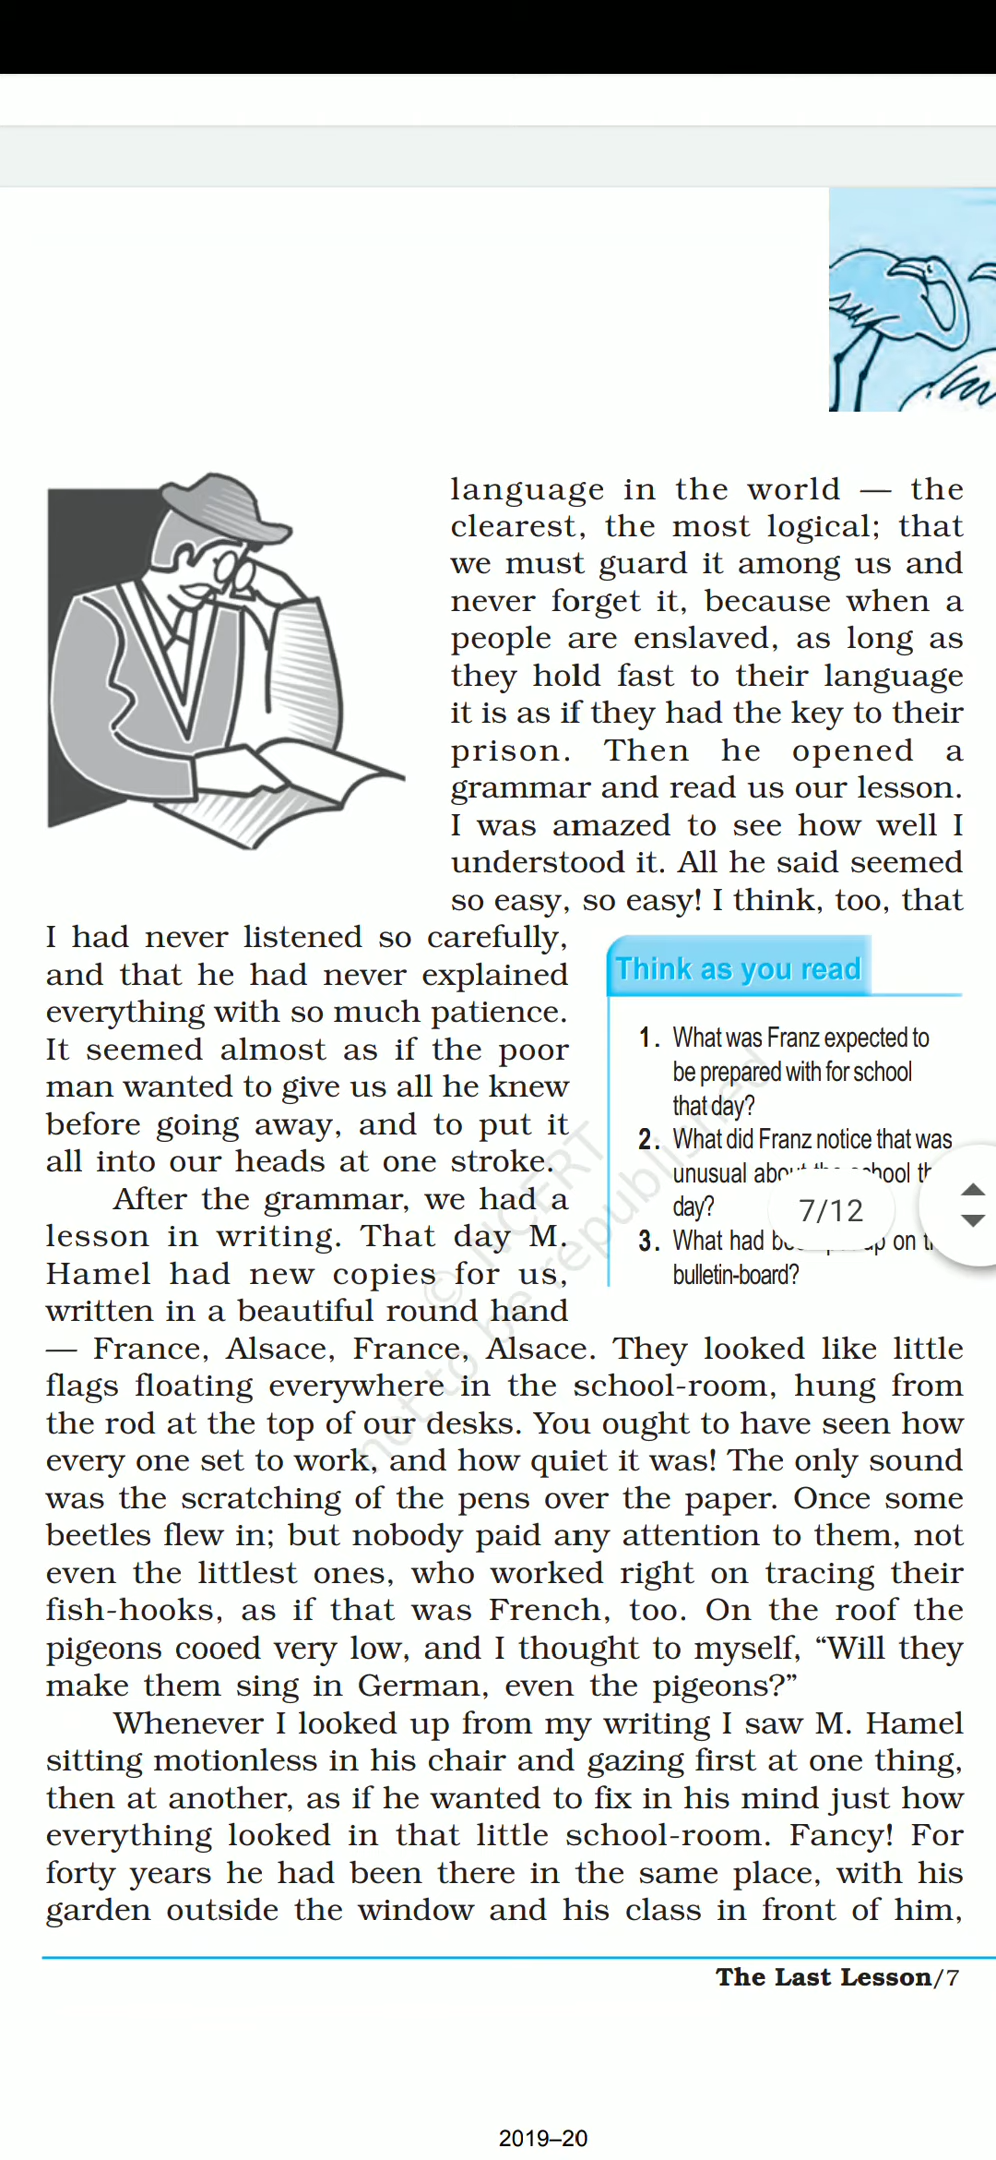 language in the world — the
clearest, the most logical; that
we must guard it among us and
never forget it, because when a
people are enslaved, as long as
they hold fast to their language
it is as if they had the key to their
prison. Then he opened a
grammar and read us our lesson.
I was amazed to see how well I
understood it. All he said seemed
so easy, so easy! I think, too, that
I had never listened so carefully,
and that he had never explained
everything with so much patience.
It seemed almost as if the poor
man wanted to give us all he knew
before going away, and to put it
all into our heads at one stroke.
After the grammar, we had a
lesson in writing. That day M.
Hamel had new copies for us,
written in a beautiful round hand
— France, Alsace, France, Alsace. They looked like little
flags floating everywhere in the school-room, hung from
the rod at the top of our desks. You ought to have seen how
every one set to work, and how quiet it was! The only sound
was the scratching of the pens over the paper. Once some
beetles flew in; but nobody paid any attention to them, not
even the littlest ones, who worked right on tracing their
fish-hooks, as if that was French, too. On the roof the
pigeons cooed very low, and I thought to myself, “Will they
make them sing in German, even the pigeons?”
Whenever I looked up from my writing I saw M. Hamel
sitting motionless in his chair and gazing first at one thing,
then at another, as if he wanted to fix in his mind just how
everything looked in that little school-room. Fancy! For
forty years he had been there in the same place, with his
garden outside the window and his class in front of him,
Think as you read
1. What was Franz expected to
be prepared with for school
that day?
2. What did Franz notice that was
unusual
day?
3. What had on
bulletin-board?
7/12
© NCERT
not to be republished
The Last Lesson/7
2019–20